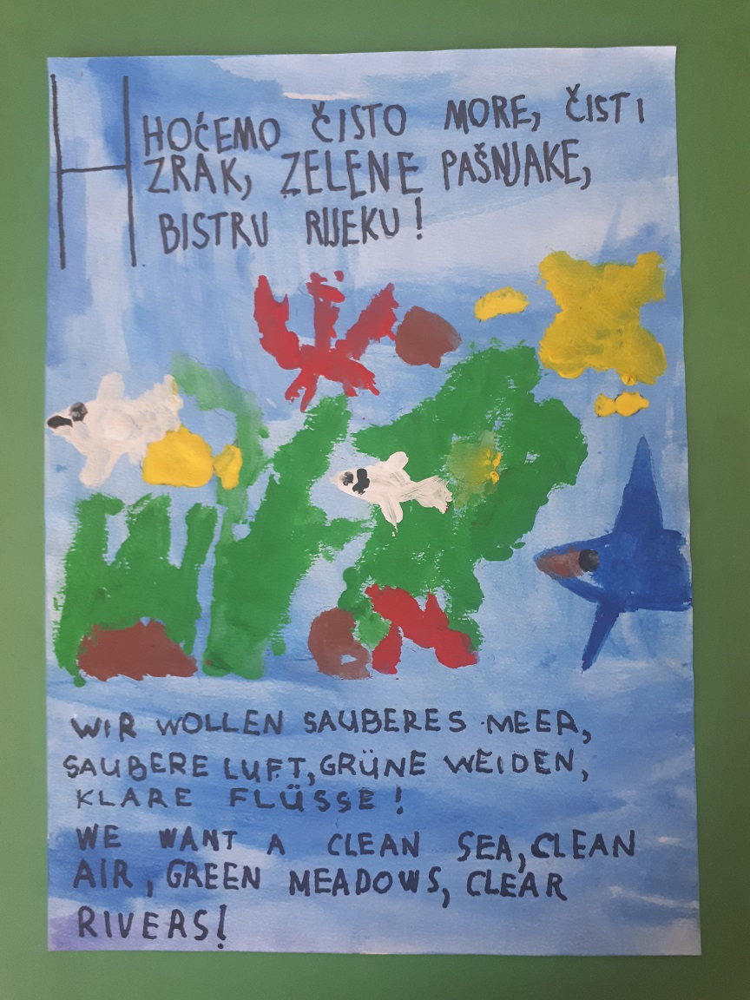 H HOĆEMO ČISTO MORE, ČISTI
ZRAK, ZELENE PAŠNJAKE,
BISTRU RIJEKU!
WIR WOLLEN SAUBERES MEER,
SAUBERE LUFT, GRÜNE WEIDEN,
KLARE FLÜSSE!
WE WANT A CLEAN SEA, CLEAN
AIR, GREEN MEADOWS, CLEAR
RIVERS!